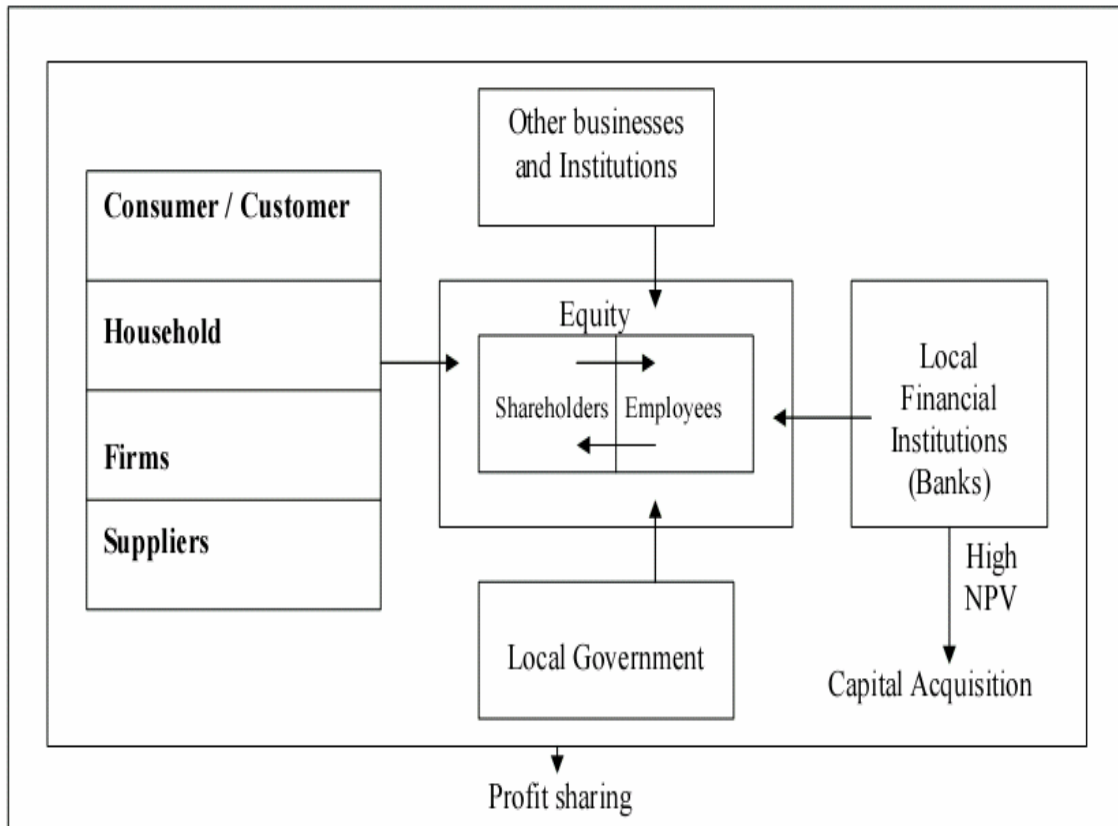 Other businesses
and Institutions
Consumer / Customer
Household
Firms
Suppliers
Equity
Shareholders
Employees
Local
Financial
Institutions
(Banks)
High
NPV
Local Government
Capital Acquisition
Profit sharing